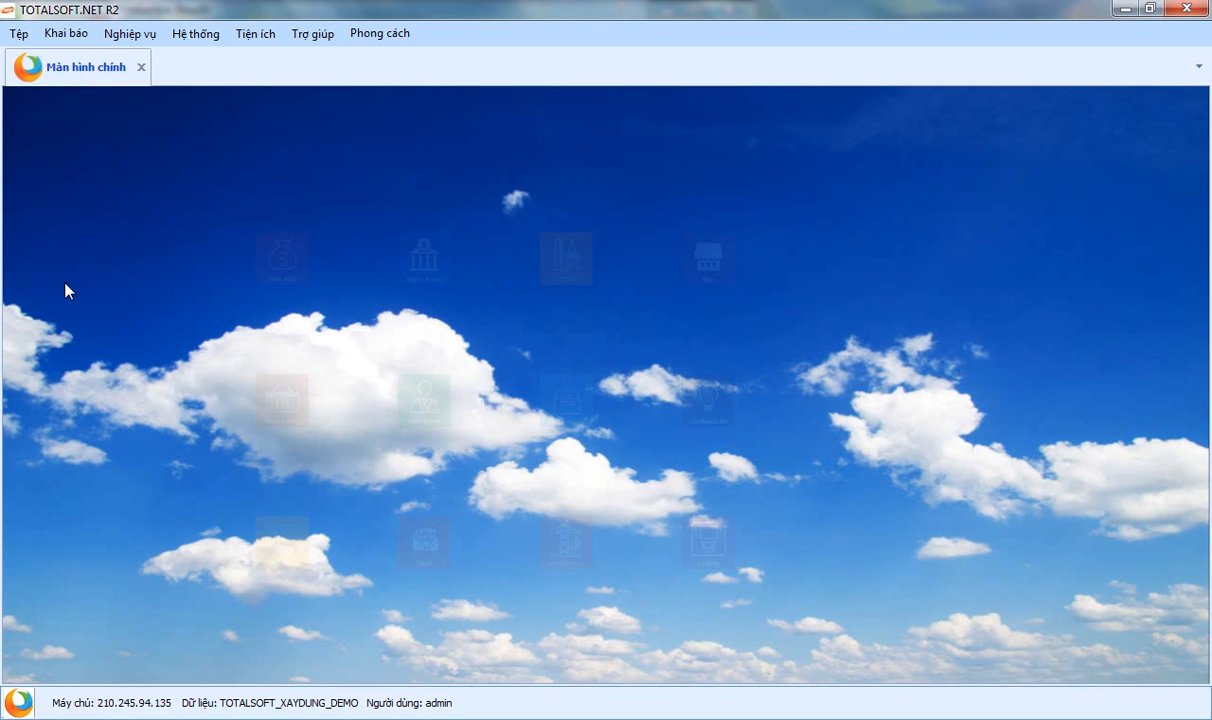 TOTALSOFT.NET R2
Tệp Khai báo Nghiệp vụ Hệ thống Tiện ích Trợ giúp Phong cách
Màn hình chính
Máy chủ: 210.245.94.135 Dữ liệu: TOTALSOFT_XAYDUNG_DEMO Người dùng: admin